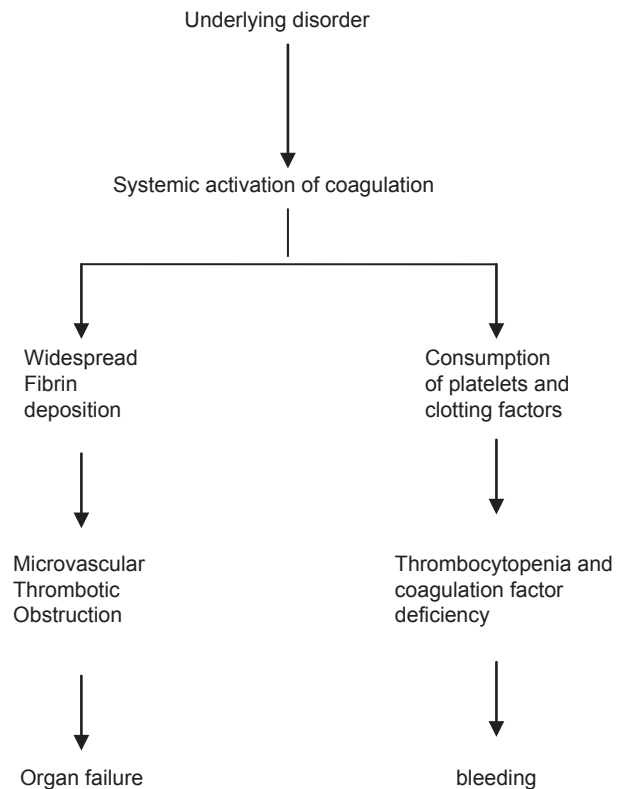 Underlying disorder
Systemic activation of coagulation
Widespread
Fibrin
deposition
Consumption
of platelets and
clotting factors
Microvascular
Thrombotic
Obstruction
Thrombocytopenia and
coagulation factor
deficiency
Organ failure
bleeding